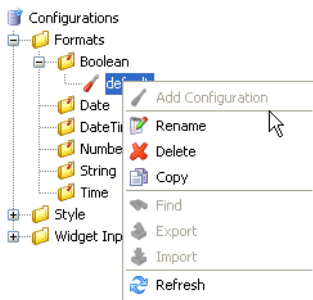 Configurations
Formats
Boolean
Add Configuration
Date
Rename
Delete
String
Copy
Time
Find
Style
Export
Import
Refresh